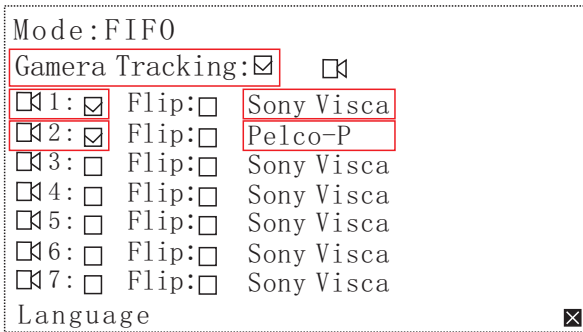 Mode:FIFO
Gamera Tracking:
1: Flip: Sony Visca
2: Flip: Pelco-P
3: Flip: Sony Visca
4: Flip: Sony Visca
5: Flip: Sony Visca
6: Flip: Sony Visca
7: Flip: Sony Visca
Language